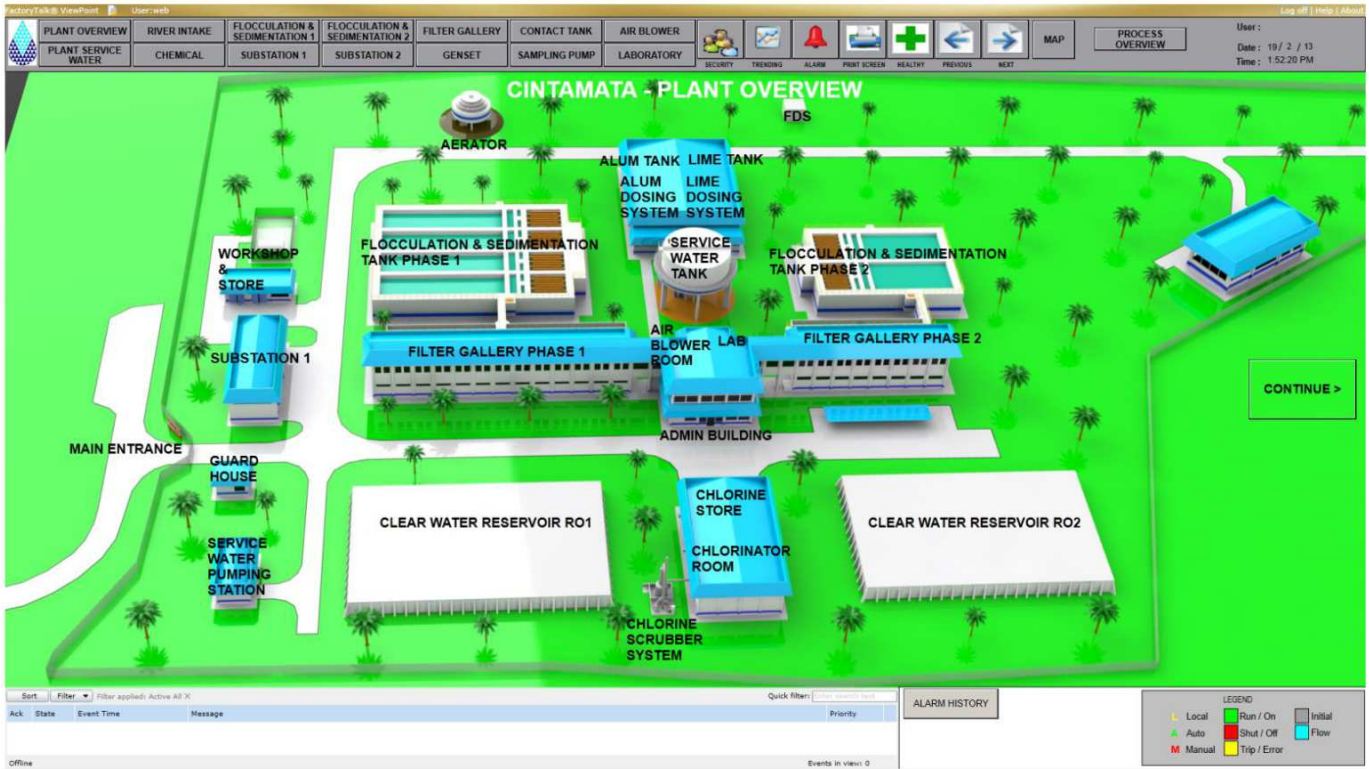 FactoryTalk® ViewPoint User:web Log off | Help | About
PLANT OVERVIEW
RIVER INTAKE
FLOCCULATION &
SEDIMENTATION 1
FLOCCULATION &
SEDIMENTATION 2
FILTER GALLERY
CONTACT TANK
AIR BLOWER
PLANT SERVICE
WATER
CHEMICAL
SUBSTATION 1
SUBSTATION 2
GENSET
SAMPLING PUMP
LABORATORY
SECURITY
TRENDING
ALARM
PRINT SCREEN
HEALTHY
PREVIOUS
NEXT
MAP
PROCESS
OVERVIEW
User :
Date : 19/ 2 / 13
Time : 1:52:20 PM
CINTAMATA - PLANT OVERVIEW
FDS
AERATOR
ALUM TANK
LIME TANK
ALUM
DOSING
SYSTEM
LIME
DOSING
SYSTEM
FLOCCULATION & SEDIMENTATION
TANK PHASE 1
SERVICE
WATER
TANK
FLOCCULATION & SEDIMENTATION
TANK PHASE 2
WORKSHOP
&
STORE
SUBSTATION 1
FILTER GALLERY PHASE 1
AIR
BLOWER
ROOM
LAB
FILTER GALLERY PHASE 2
CONTINUE >
MAIN ENTRANCE
ADMIN BUILDING
GUARD
HOUSE
CLEAR WATER RESERVOIR RO1
CHLORINE
STORE
CLEAR WATER RESERVOIR RO2
CHLORINATOR
ROOM
SERVICE
WATER
PUMPING
STATION
CHLORINE
SCRUBBER
SYSTEM
Sort Filter Filter applied: Active All X Quick filter: Enter search text
Ack State Event Time Message Priority
Offline Events in view: 0
ALARM HISTORY
LEGEND
L Local Run / On Initial
A Auto Shut / Off Flow
M Manual Trip / Error